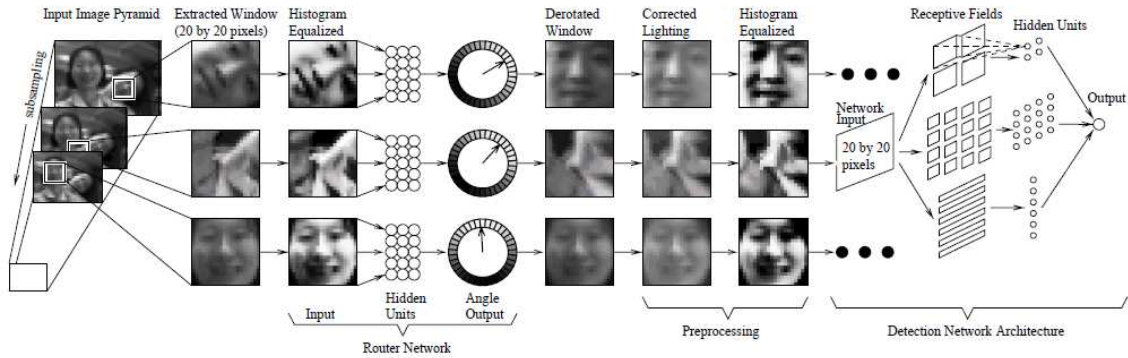 Input Image Pyramid
Extracted Window
(20 by 20 pixels)
Histogram
Equalized
Derotated
Window
Corrected
Lighting
Histogram
Equalized
Receptive Fields
Hidden Units
subsampling
Network
Input
20 by 20
pixels
Output
Input
Hidden
Units
Angle
Output
Router Network
Preprocessing
Detection Network Architecture